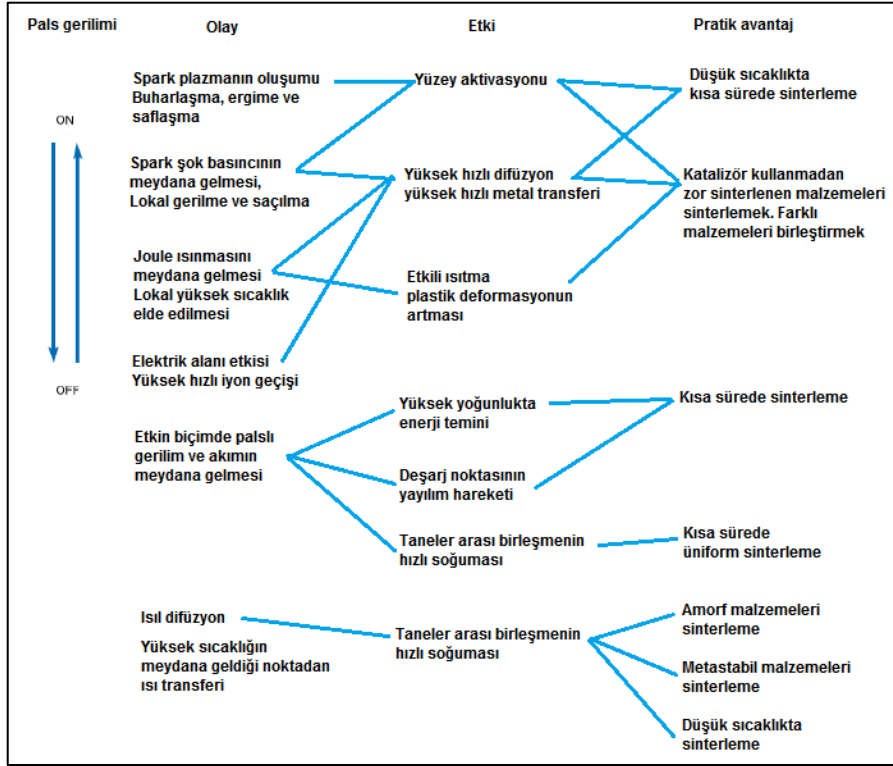 Pals gerilimi
Olay
Etki
Pratik avantaj
ON
OFF
Spark plazmanın oluşumu
Buharlaşma, ergime ve
saflaşma
Spark şok basıncının
meydana gelmesi,
Lokal gerilme ve saçılma
Joule ısınmasını
meydana gelmesi
Lokal yüksek sıcaklık
elde edilmesi
Elektrik alanı etkisi
Yüksek hızlı iyon geçişi
Etkin biçimde palslı
gerilim ve akımın
meydana gelmesi
Isıl difüzyon
Yüksek sıcaklığın
meydana geldiği noktadan
ısı transferi
Yüzey aktivasyonu
Yüksek hızlı difüzyon
yüksek hızlı metal transferi
Etkili ısıtma
plastik deformasyonun
artması
Yüksek yoğunlukta
enerji temini
Deşarj noktasının
yayılım hareketi
Taneler arası birleşmenin
hızlı soğuması
Taneler arası birleşmenin
hızlı soğuması
Düşük sıcaklıkta
kısa sürede sinterleme
Katalizör kullanmadan
zor sinterlenen malzemeleri
sinterlemek. Farklı
malzemeleri birleştirmek
Kısa sürede sinterleme
Kısa sürede
üniform sinterleme
Amorf malzemeleri
sinterleme
Metastabil malzemeleri
sinterleme
Düşük sıcaklıkta
sinterleme